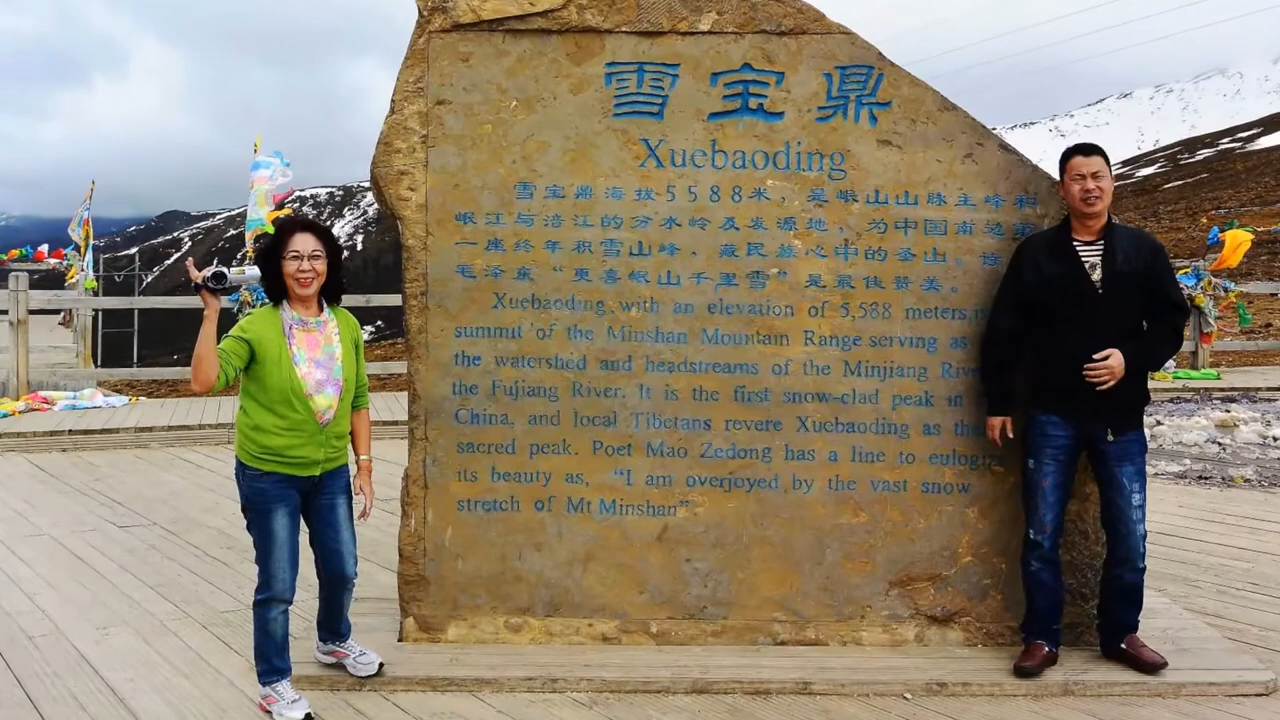 雪宝鼎
Xuebaoding
雪宝鼎海拔5588米，是岷山山脉主峰和
岷江与涪江的分水岭及发源地，为中国南边第
一座终年积雪山峰，藏民族心中的圣山。诗
毛泽东“更喜岷山千里雪”是最佳赞美。
Xuebaoding with an elevation of 5,588 meters,is
summit of the Minshan Mountain Range serving as
the watershed and headstreams of the Minjiang
the Fujiang River. It is the first snow-clad peak in
China, and local Tibetans revere Xuebaoding as
sacred peak. Poet Mao Zedong has a line to eulogize
its beauty as, “I am overjoyed by the vast snow
stretch of Mt Minshan”